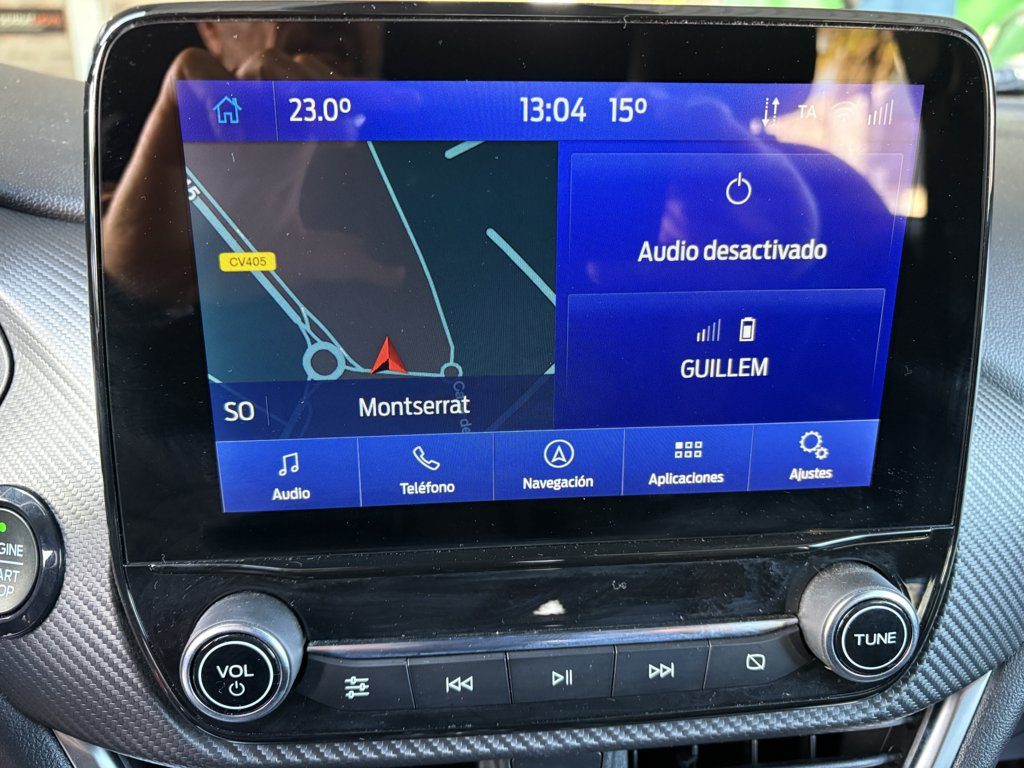 23.0º
13:04
15º
TA
CV405
Audio desactivado
GUILLEM
SO
Montserrat
Audio
Teléfono
Navegación
Aplicaciones
Ajustes
VOL
TUNE